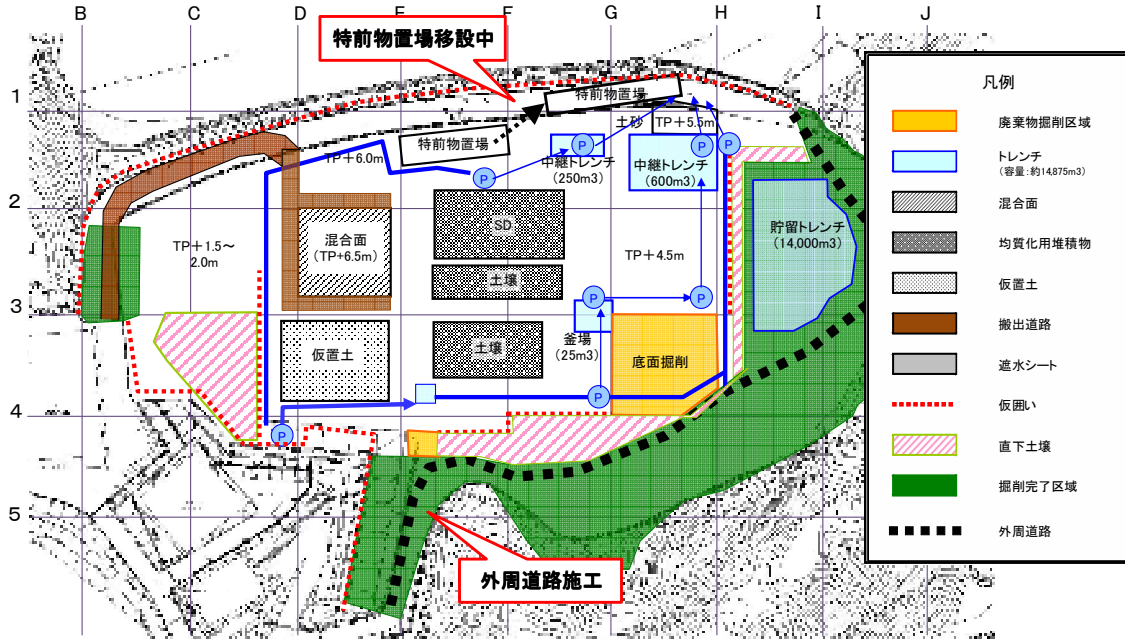 B C D E F G H I J
特前物置場移設中
凡例
1
特前物置場
土砂
TP+5.5m
廃棄物掘削区域
特前物置場
TP+6.0m
P
P
P
P
中継トレンチ
(250m3)
中継トレンチ
(600m3)
トレンチ
(容量:約14,875m3)
混合面
2
混合面
(TP+6.5m)
SD
貯留トレンチ
(14,000m3)
均質化用堆積物
TP+1.5~
2.0m
TP+4.5m
土壌
仮置土
P
P
3
搬出道路
仮置土
土壌
釜場
(25m3)
底面掘削
遮水シート
P
仮囲い
4
P
直下土壌
掘削完了区域
5
外周道路
外周道路施工